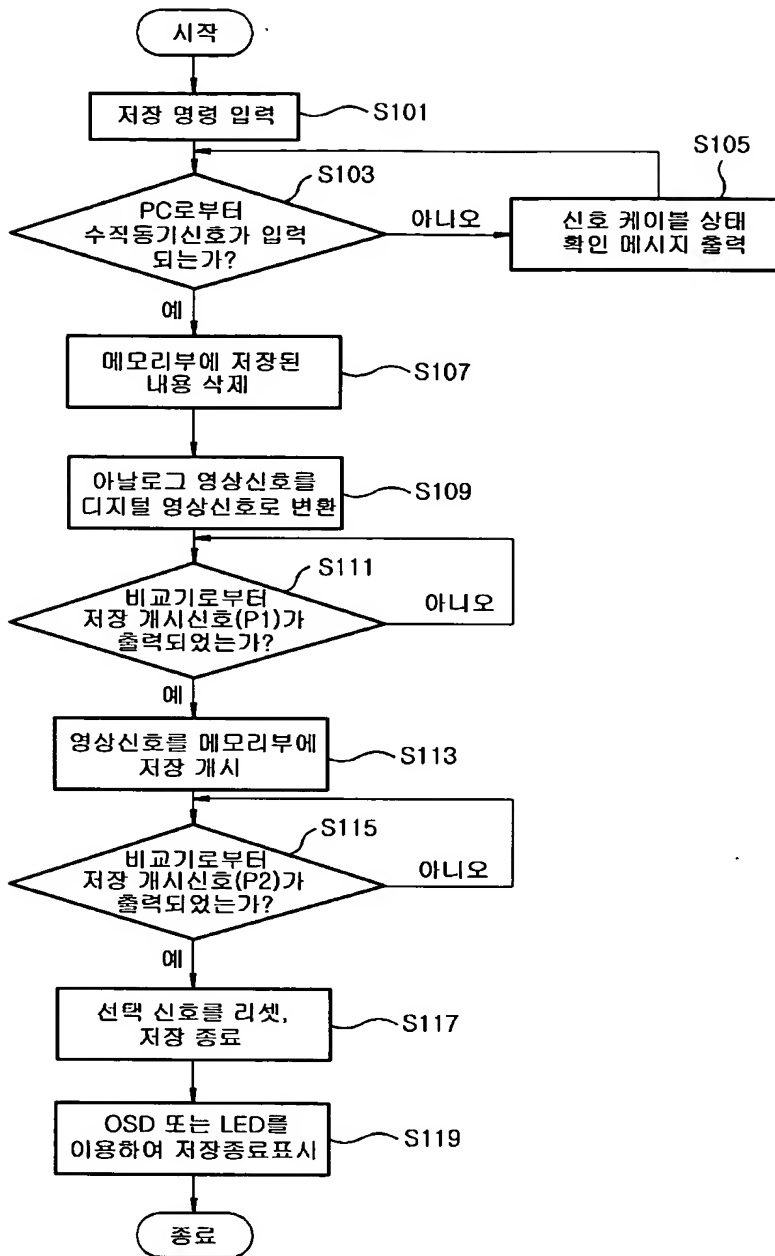 시작
저장 명령 입력
S101
S105
S103
PC로부터
수직동기신호가 입력
되는가?
아니오
신호 케이블 상태
확인 메시지 출력
예
메모리부에 저장된
내용 삭제
S107
아날로그 영상신호를
디지털 영상신호로 변환
S109
S111
비교기로부터
저장 개시신호(P1)가
출력되었는가?
아니오
예
영상신호를 메모리부에
저장 개시
S113
S115
비교기로부터
저장 개시신호(P2)가
출력되었는가?
아니오
예
선택 신호를 리셋,
저장 종료
S117
OSD 또는 LED를
이용하여 저장종료표시
S119
종료